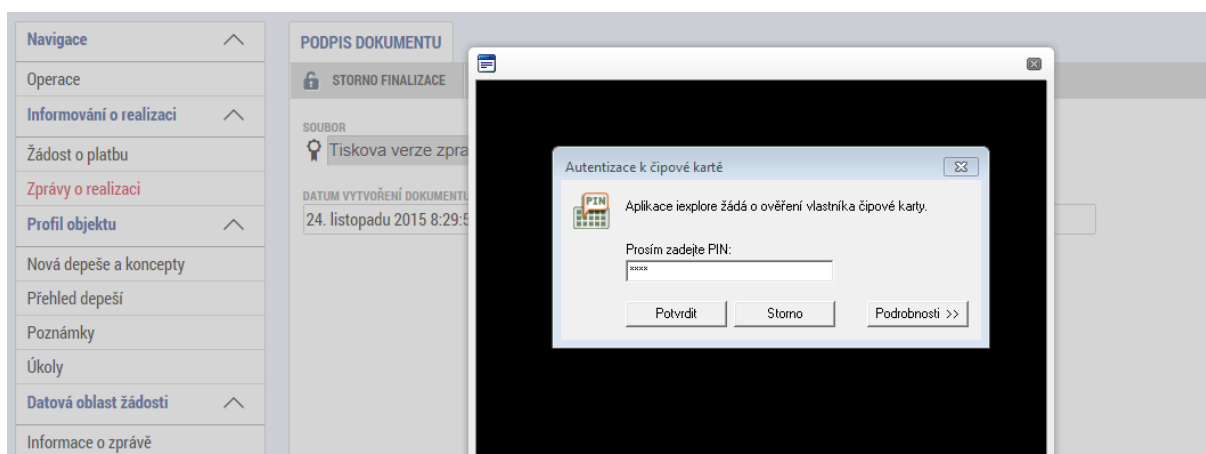 Navigace
Operace
Informování o realizaci
Žádost o platbu
Zprávy o realizaci
Profil objektu
Nová depeše a koncepty
Přehled depeší
Poznámky
Úkoly
Datová oblast žádosti
Informace o zprávě
PODPIS DOKUMENTU
STORNO FINALIZACE
SOUBOR
Tiskova verze zpra
DATUM VYTVOŘENÍ DOKUMENTU
24. listopadu 2015 8:29:5
Autentizace k čipové kartě
PIN
Aplikace iexplore žádá o ověření vlastníka čipové karty.
Prosím zadejte PIN:
××××
Potvrdit Storno Podrobnosti >>